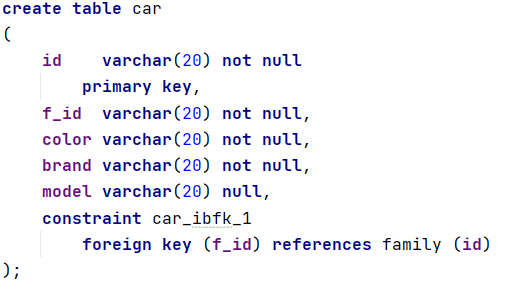 create table car
(
    id    varchar(20) not null
        primary key,
    f_id  varchar(20) not null,
    color varchar(20) not null,
    brand varchar(20) not null,
    model varchar(20) null,
    constraint car_ibfk_1
        foreign key (f_id) references family (id)
);